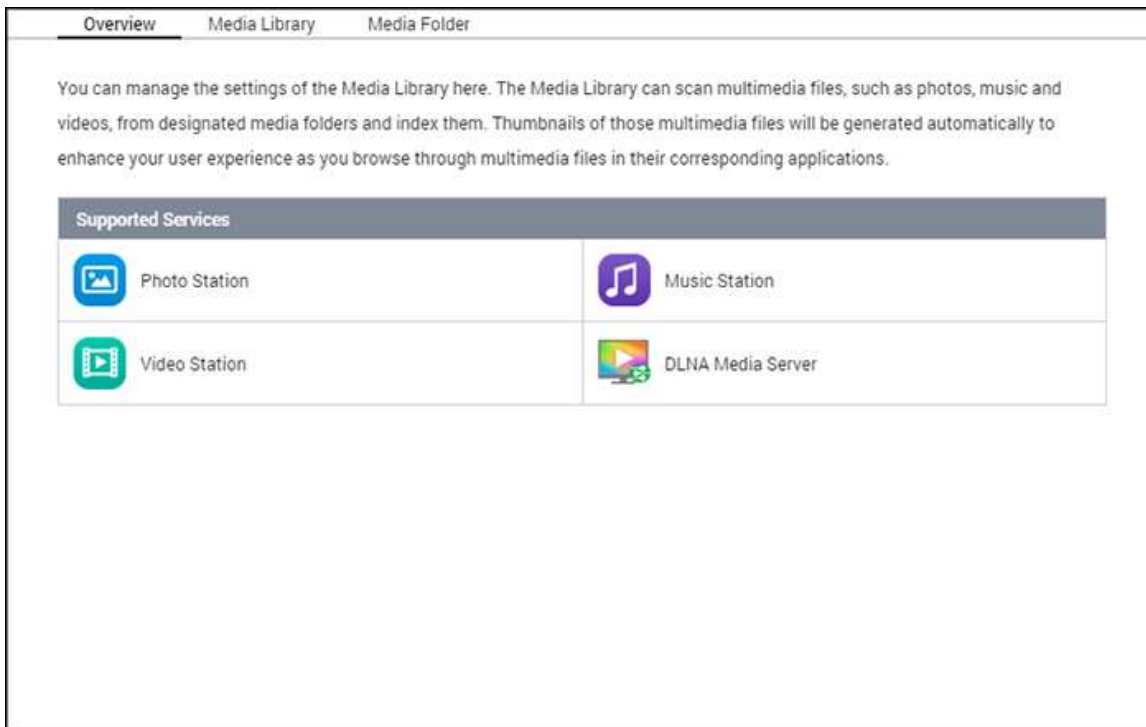 Overview Media Library Media Folder
You can manage the settings of the Media Library here. The Media Library can scan multimedia files, such as photos, music and
videos, from designated media folders and index them. Thumbnails of those multimedia files will be generated automatically to
enhance your user experience as you browse through multimedia files in their corresponding applications.
Supported Services
Photo Station Music Station
Video Station DLNA Media Server